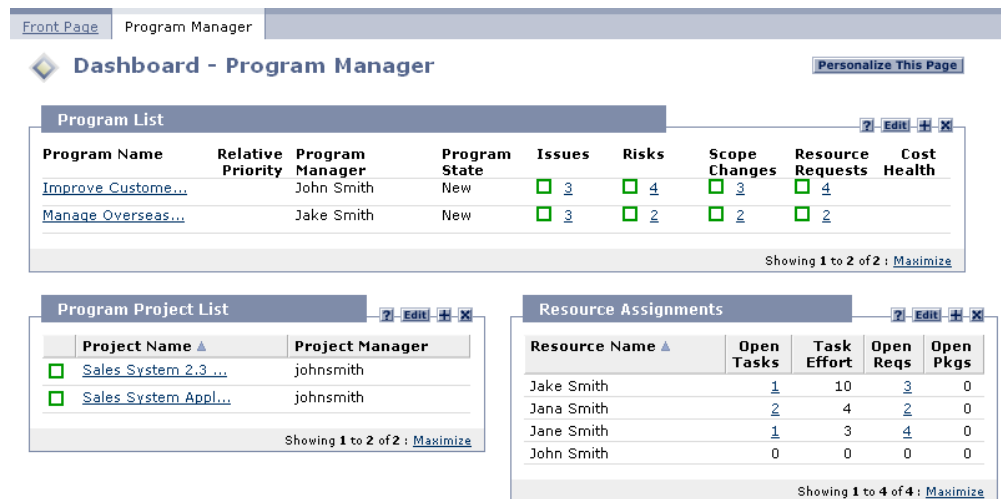 Front Page Program Manager
Dashboard - Program Manager Personalize This Page
Program List ? Edit + X
Program Name Relative Priority Program Manager Program State Issues Risks Scope Changes Resource Requests Cost Health
Improve Custome... John Smith New 3 4 3 4
Manage Overseas... Jake Smith New 3 2 2 2
Showing 1 to 2 of 2 : Maximize
Program Project List ? Edit + X
Project Name Project Manager
Sales System 2.3 ... johnsmith
Sales System Appl... johnsmith
Showing 1 to 2 of 2 : Maximize
Resource Assignments ? Edit + X
Resource Name Open Tasks Task Effort Open Reqs Open Pkgs
Jake Smith 1 10 3 0
Jana Smith 2 4 2 0
Jane Smith 1 3 4 0
John Smith 0 0 0 0
Showing 1 to 4 of 4 : Maximize